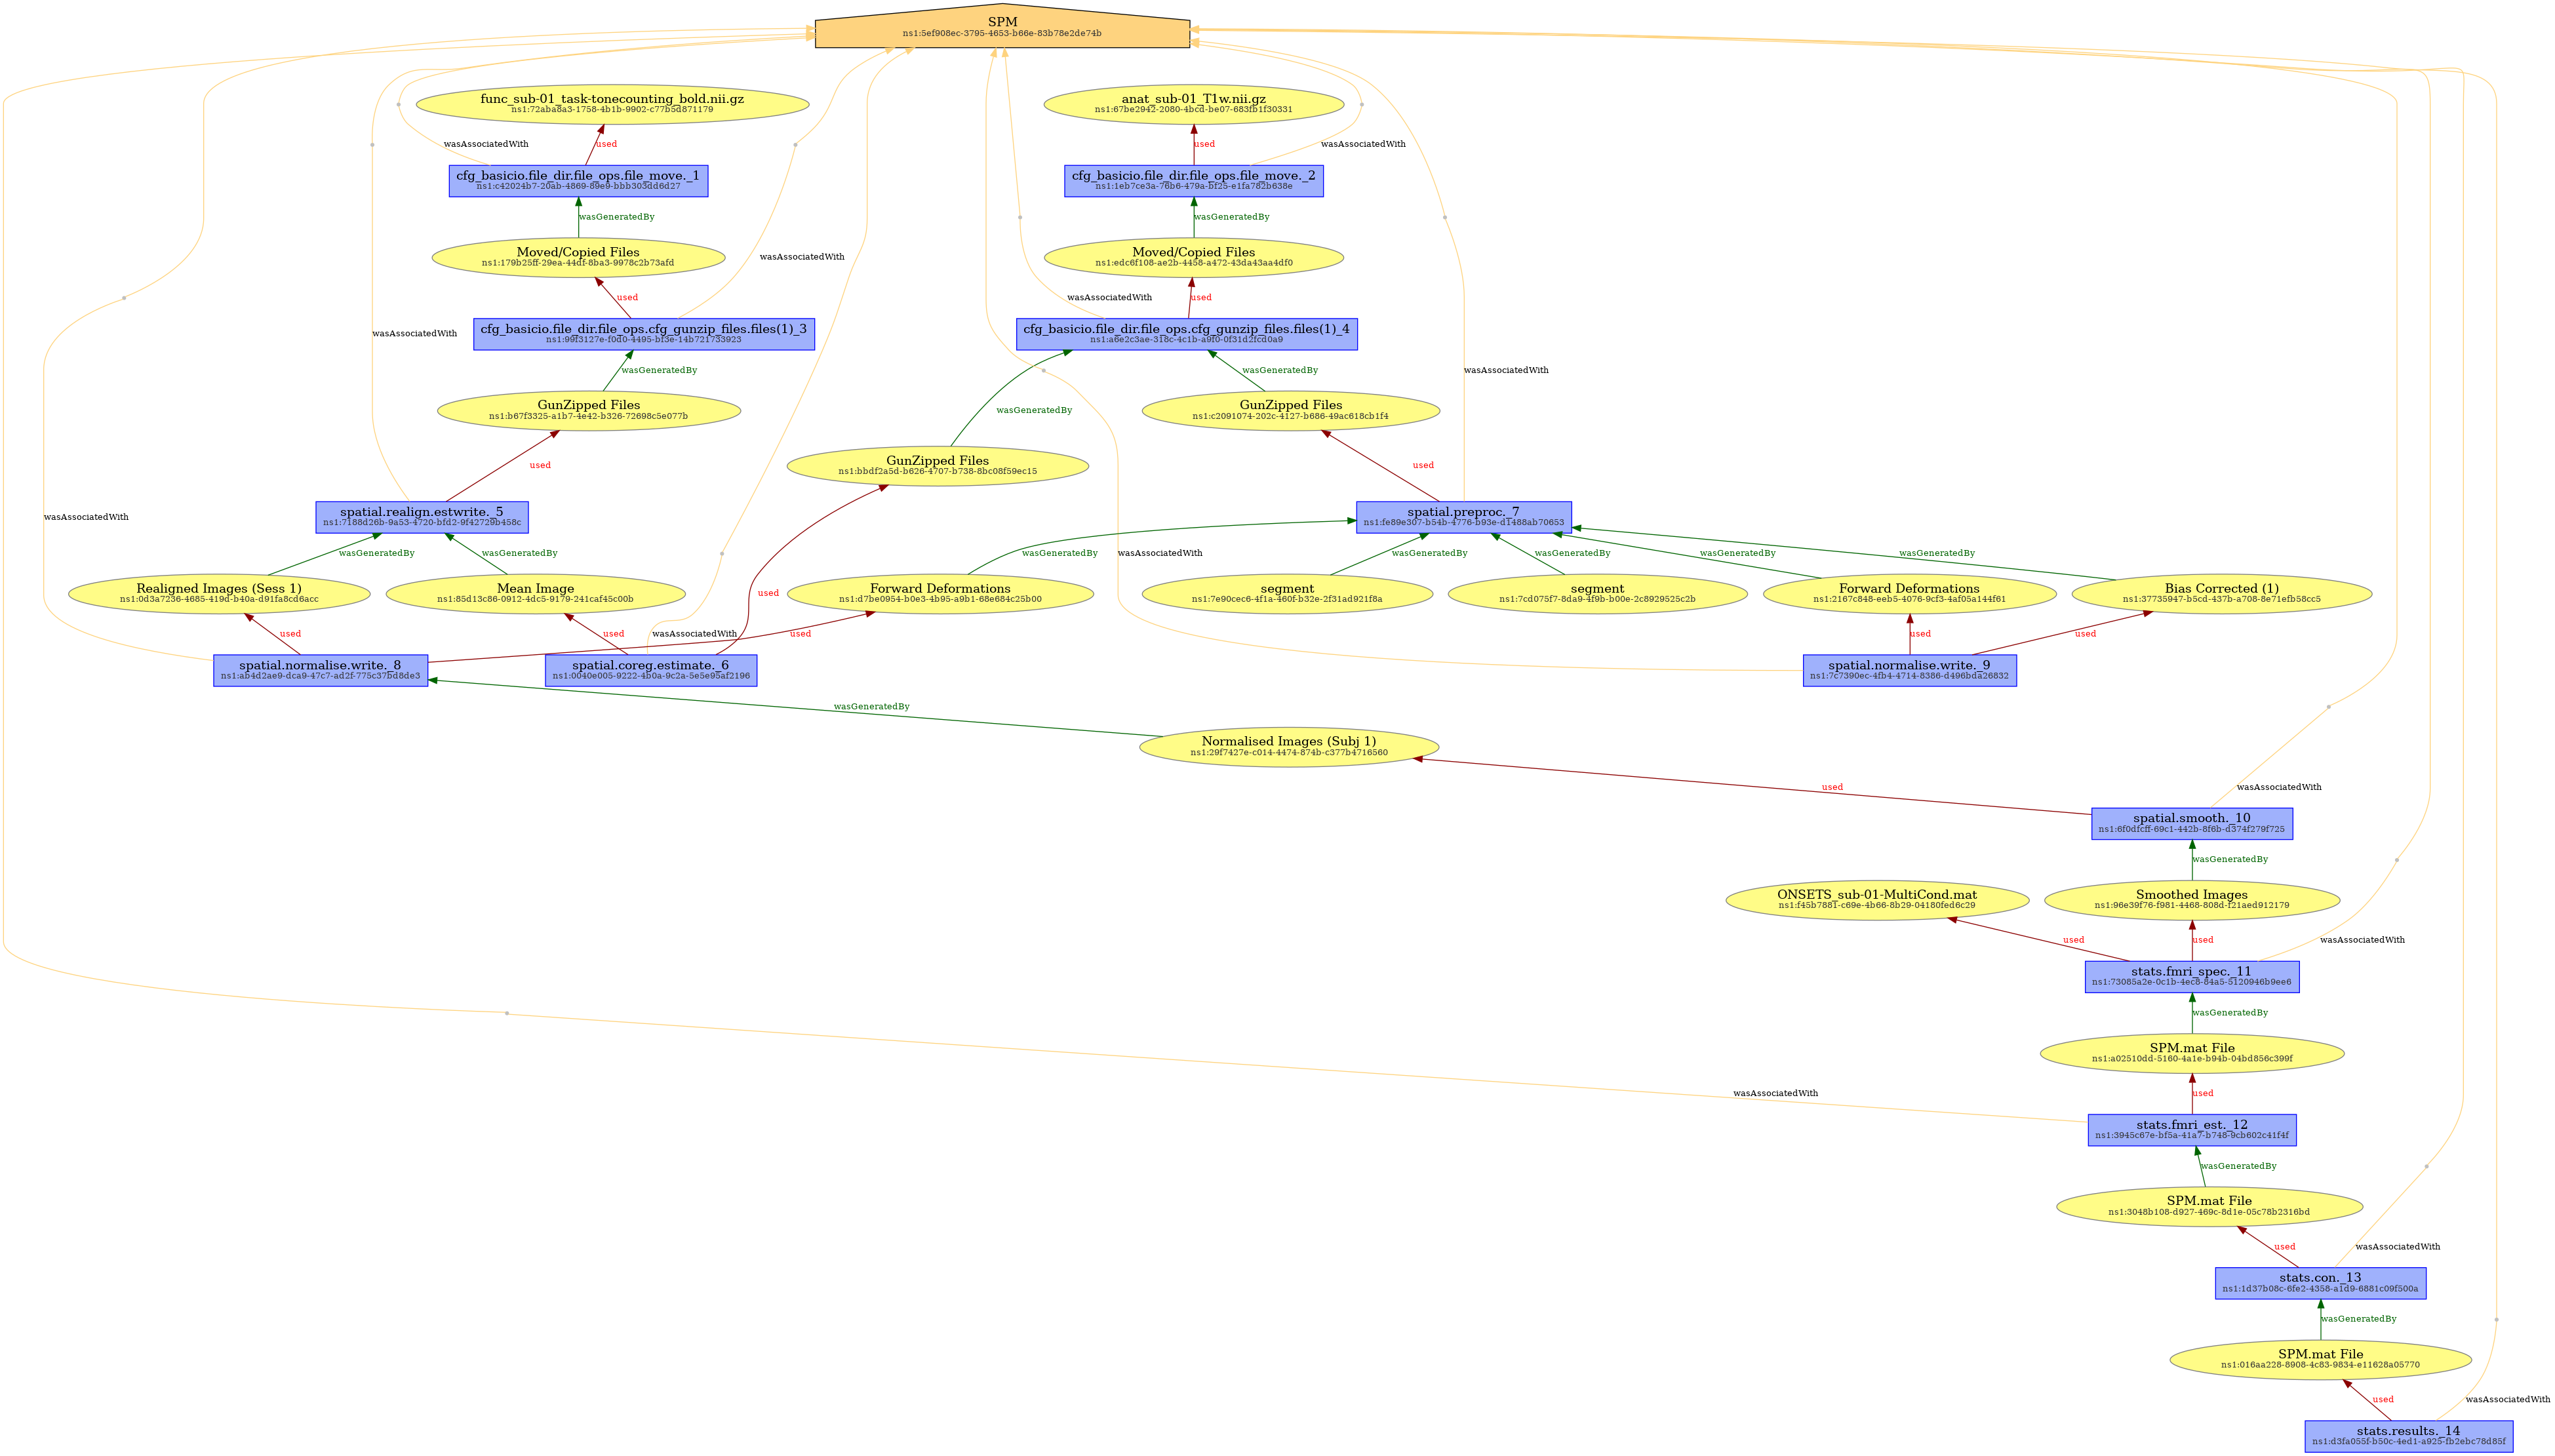 SPM
ns1:5ef908ec-3795-4653-b66e-83b78e2de74b
func_sub-01_task-tonecounting_bold.nii.gz
ns1:72aba8a3-1758-4b1b-9902-c77b5d871179
anat_sub-01_T1w.nii.gz
ns1:67be2942-2080-4bcd-be07-683fb1f30331
wasAssociatedWith
used
used
wasAssociatedWith
cfg_basicio.file_dir.file_ops.file_move._1
ns1:c42024b7-20ab-4869-89e9-bbb303dd6d27
cfg_basicio.file_dir.file_ops.file_move._2
ns1:1eb7ce3a-76b6-479a-bf25-e1fa782b638e
wasGeneratedBy
wasGeneratedBy
Moved/Copied Files
ns1:179b25ff-29ea-44df-8ba3-9978c2b73afd
wasAssociatedWith
Moved/Copied Files
ns1:edc6f108-ae2b-4458-a472-43da43aa4df0
used
wasAssociatedWith
used
wasAssociatedWith
cfg_basicio.file_dir.file_ops.cfg_gunzip_files.files(1)_3
ns1:99f3127e-f0d0-4495-bf3e-14b721733923
cfg_basicio.file_dir.file_ops.cfg_gunzip_files.files(1)_4
ns1:a6e2c3ae-318c-4c1b-a9f0-0f31d2fcd0a9
wasGeneratedBy
wasGeneratedBy
wasAssociatedWith
GunZipped Files
ns1:b67f3325-a1b7-4e42-b326-72698c5e077b
wasGeneratedBy
GunZipped Files
ns1:c2091074-202c-4127-b686-49ac618cb1f4
used
GunZipped Files
ns1:bbdf2a5d-b626-4707-b738-8bc08f59ec15
used
wasAssociatedWith
spatial.realign.estwrite._5
ns1:7188d26b-9a53-4720-bfd2-9f42729b458c
spatial.preproc._7
ns1:fe89e307-b54b-4776-b93e-d1488ab70653
wasGeneratedBy
wasGeneratedBy
wasGeneratedBy
wasAssociatedWith
wasGeneratedBy
wasGeneratedBy
wasGeneratedBy
wasGeneratedBy
Realigned Images (Sess 1)
ns1:0d3a7236-4685-419d-b40a-d91fa8cd6acc
Mean Image
ns1:85d13c86-0912-4dc5-9179-241caf45c00b
used
Forward Deformations
ns1:d7be0954-b0e3-4b95-a9b1-68e684c25b00
segment
ns1:7e90cec6-4f1a-460f-b32e-2f31ad921f8a
segment
ns1:7cd075f7-8da9-4f9b-b00e-2c8929525c2b
Forward Deformations
ns1:2167c848-eeb5-4076-9cf3-4af05a144f61
Bias Corrected (1)
ns1:37735947-b5cd-437b-a708-8e71efb58cc5
used
used
wasAssociatedWith
used
used
used
spatial.normalise.write._8
ns1:ab4d2ae9-dca9-47c7-ad2f-775c37bd8de3
spatial.coreg.estimate._6
ns1:0040e005-9222-4b0a-9c2a-5e5e95af2196
spatial.normalise.write._9
ns1:7c7390ec-4fb4-4714-8386-d496bda26832
wasGeneratedBy
Normalised Images (Subj 1)
ns1:29f7427e-c014-4474-874b-c377b4716560
used
wasAssociatedWith
spatial.smooth._10
ns1:6f0dfcff-69c1-442b-8f6b-d374f279f725
wasGeneratedBy
ONSETS_sub-01-MultiCond.mat
ns1:f45b7881-c69e-4b66-8b29-04180fed6c29
Smoothed Images
ns1:96e39f76-f981-4468-808d-f21aed912179
used
used
wasAssociatedWith
stats.fmri_spec._11
ns1:73085a2e-0c1b-4ec8-84a5-5120946b9ee6
wasGeneratedBy
SPM.mat File
ns1:a02510dd-5160-4a1e-b94b-04bd856c399f
wasAssociatedWith
used
stats.fmri_est._12
ns1:3945c67e-bf5a-41a7-b748-9cb602c41f4f
wasGeneratedBy
SPM.mat File
ns1:3048b108-d927-469c-8d1e-05c78b2316bd
used
wasAssociatedWith
stats.con._13
ns1:1d37b08c-6fe2-4358-a1d9-6881c09f500a
wasGeneratedBy
SPM.mat File
ns1:016aa228-8908-4c83-9834-e11628a05770
used
wasAssociatedWith
stats.results._14
ns1:d3fa055f-b50c-4ed1-a925-fb2ebc78d85f